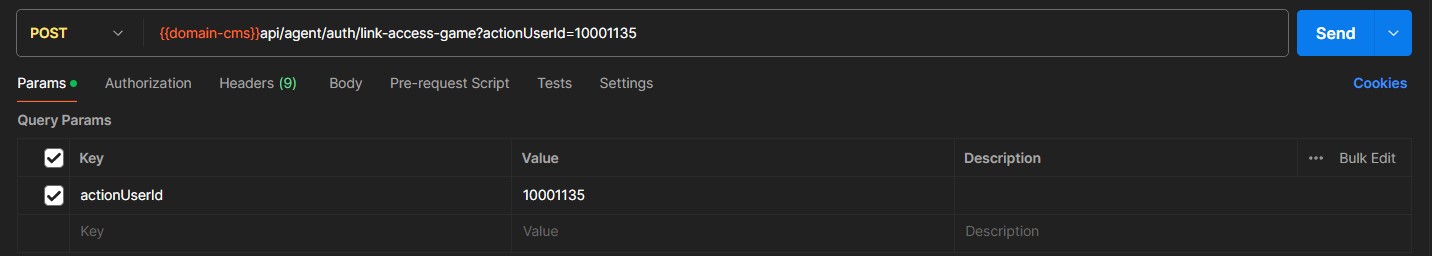 POST {{domain-cms}}api/agent/auth/link-access-game?actionUserId=10001135 Send
Params Authorization Headers (9) Body Pre-request Script Tests Settings Cookies
Query Params
Key Value Description ••• Bulk Edit
actionUserId 10001135
Key Value Description